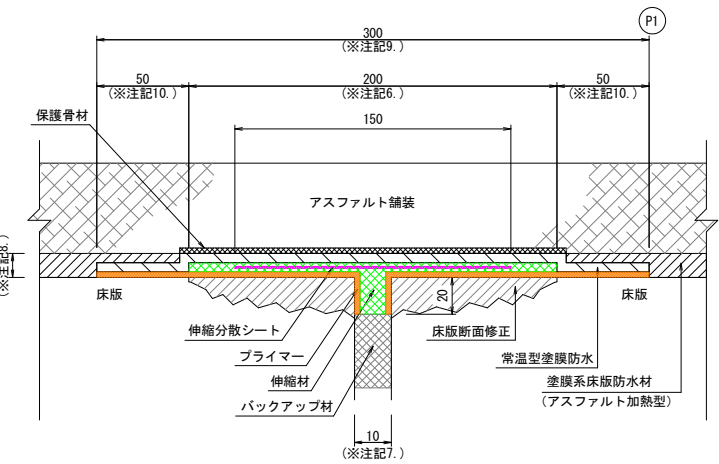 P1
300
(※注記9.)
50
(※注記10.)
200
(※注記6.)
50
(※注記10.)
保護骨材
150
アスファルト舗装
(※注記8.)
床版
床版
20
伸縮分散シート
床版断面修正
プライマー
常温型塗膜防水
伸縮材
塗膜系床版防水材
(アスファルト加熱型)
バックアップ材
10
(※注記7.)